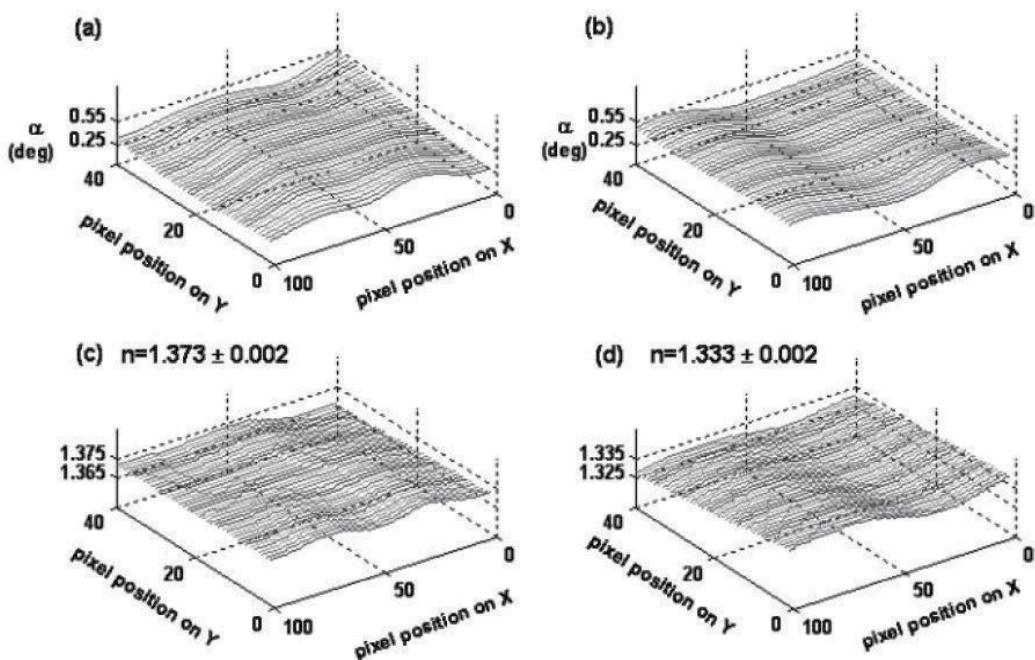 (a)
0.55
α
0.25
(deg)
40
20
0
pixel position on Y
100
50
0
pixel position on X
(b)
0.55
α
0.25
(deg)
40
20
0
pixel position on Y
100
50
0
pixel position on X
(c) n=1.373 ± 0.002
1.375
1.365
40
20
0
pixel position on Y
100
50
0
pixel position on X
(d) n=1.333 ± 0.002
1.335
1.325
40
20
0
pixel position on Y
100
50
0
pixel position on X